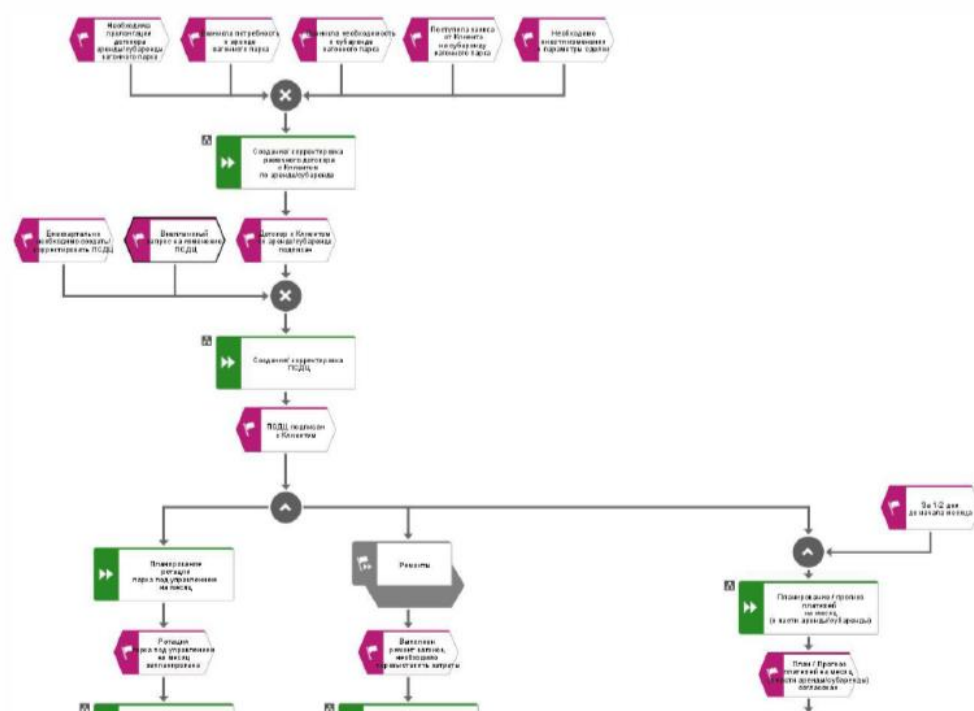 Необходима
пролонгация
договора
аренды/субаренды
вагонного парка
потребность
в аренде
вагонного парка
необходимость
в субаренде
вагонного парка
Поступила заявка
от Клиента
на субаренду
вагонного парка
Необходимо
внести изменения
в параметры сделки
Создание/ корректировка
договора
с Клиентом
по аренде/субаренде
Ежеквартально
необходимо создать/
корректировать ПСДЦ
Внеплановый
запрос на изменение
ПСДЦ
Договор с Клиентом
по аренде/субаренде
подписан
Создание/ корректировка
ПСДЦ
ПСДЦ подписан
с Клиентом
За 1-2 дня
до начала месяца
Планирование
ротации
парка под управлением
на месяц
Ремонты
Планирование / прогноз
платежей
на месяц
(в части аренды/субаренды)
Ротация
парка под управлением
на месяц
запланирована
Выполнен
ремонт вагонов,
необходимо
перевыставить затраты
План / Прогноз
платежей на месяц
(в части аренды/субаренды)
согласован